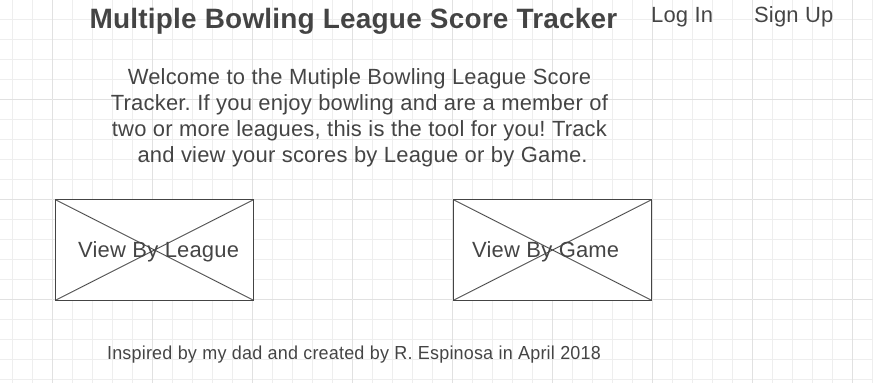 Multiple Bowling League Score Tracker Log In Sign Up
Welcome to the Mutiple Bowling League Score
Tracker. If you enjoy bowling and are a member of
two or more leagues, this is the tool for you! Track
and view your scores by League or by Game.
View By League View By Game
Inspired by my dad and created by R. Espinosa in April 2018